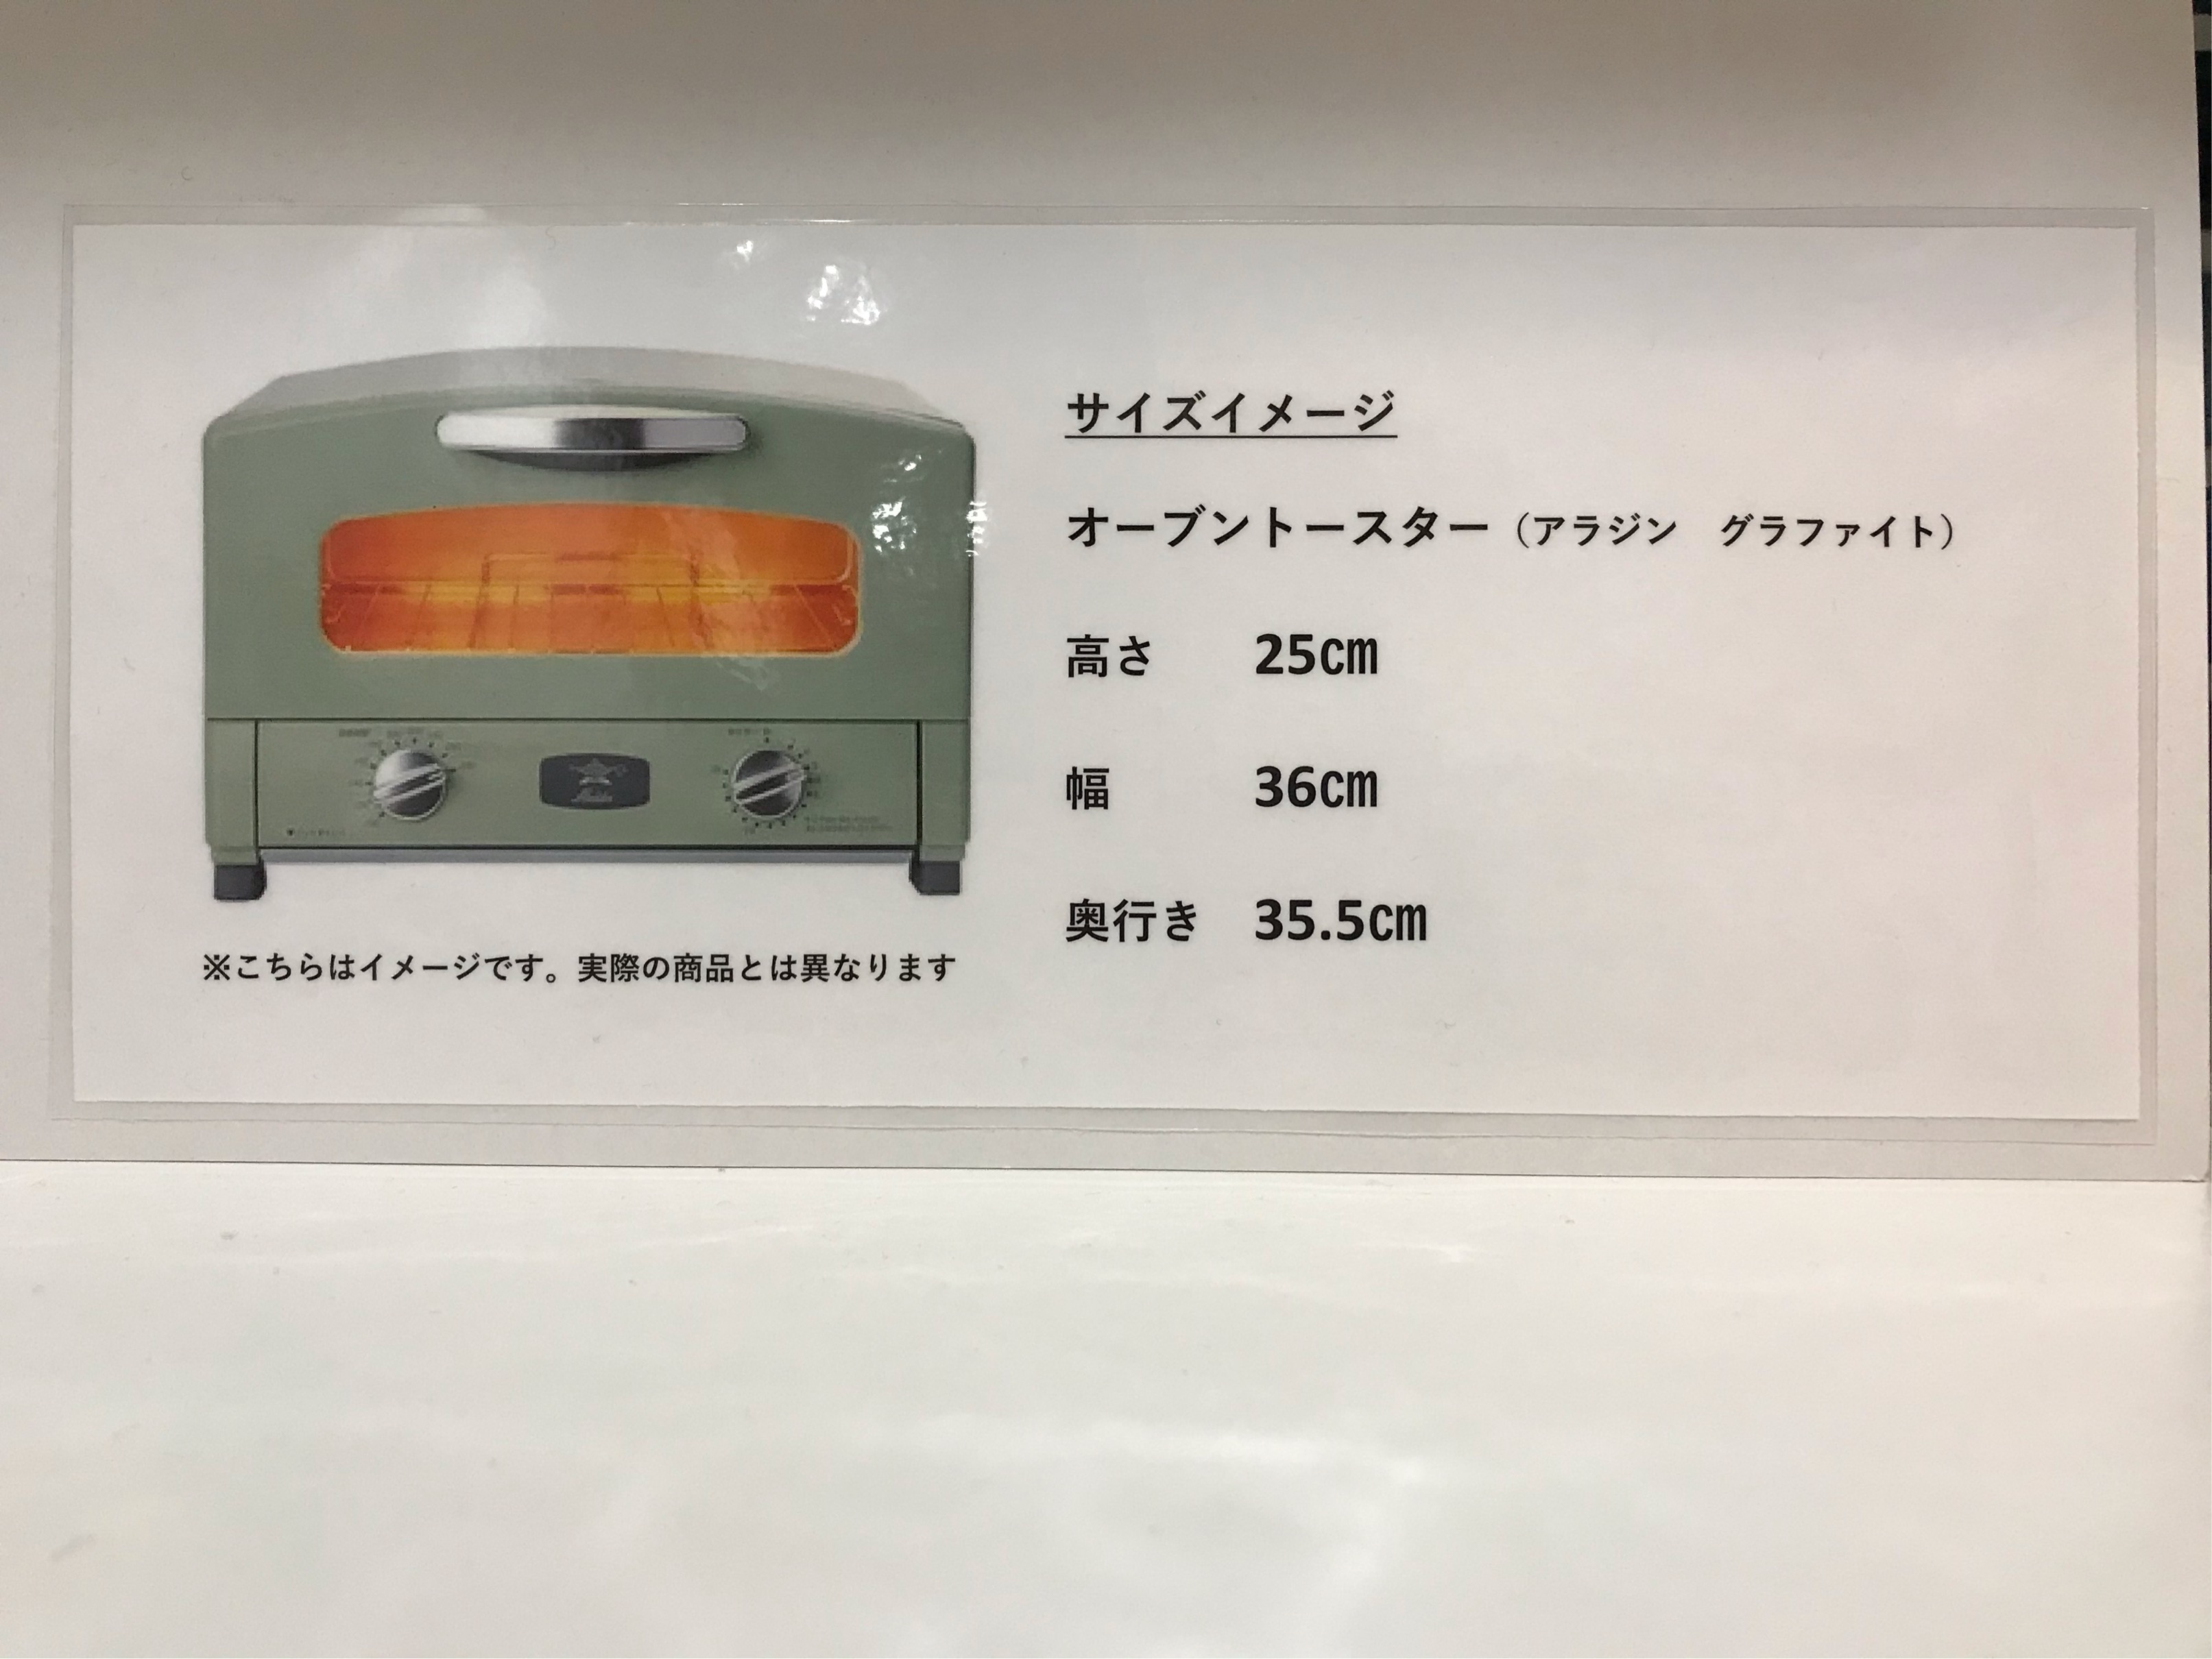 サイズイメージ
オーブントースター（アラジン　グラファイト）
高さ　25㎝
幅　36㎝
奥行き　35.5㎝
※こちらはイメージです。実際の商品とは異なります